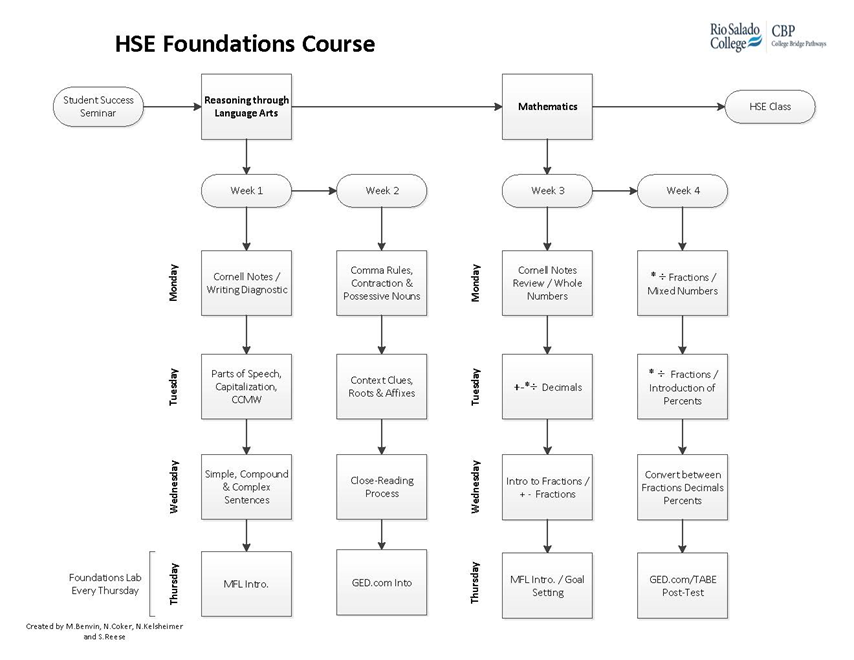 HSE Foundations Course
Rio Salado
College
CBP
College Bridge Pathways
Student Success
Seminar
Reasoning through
Language Arts
Mathematics
HSE Class
Week 1
Week 2
Week 3
Week 4
Monday
Cornell Notes /
Writing Diagnostic
Comma Rules,
Contraction &
Possessive Nouns
Monday
Cornell Notes
Review / Whole
Numbers
* ÷ Fractions /
Mixed Numbers
Tuesday
Parts of Speech,
Capitalization,
CCMW
Context Clues,
Roots & Affixes
Tuesday
+-*÷ Decimals
* ÷ Fractions /
Introduction of
Percents
Wednesday
Simple, Compound
& Complex
Sentences
Close-Reading
Process
Wednesday
Intro to Fractions /
+ - Fractions
Convert between
Fractions Decimals
Percents
Foundations Lab
Every Thursday
Thursday
MFL Intro.
GED.com Into
Thursday
MFL Intro. / Goal
Setting
GED.com/TABE
Post-Test
Created by M.Benvin, N.Coker, N.Kelsheimer
and S.Reese